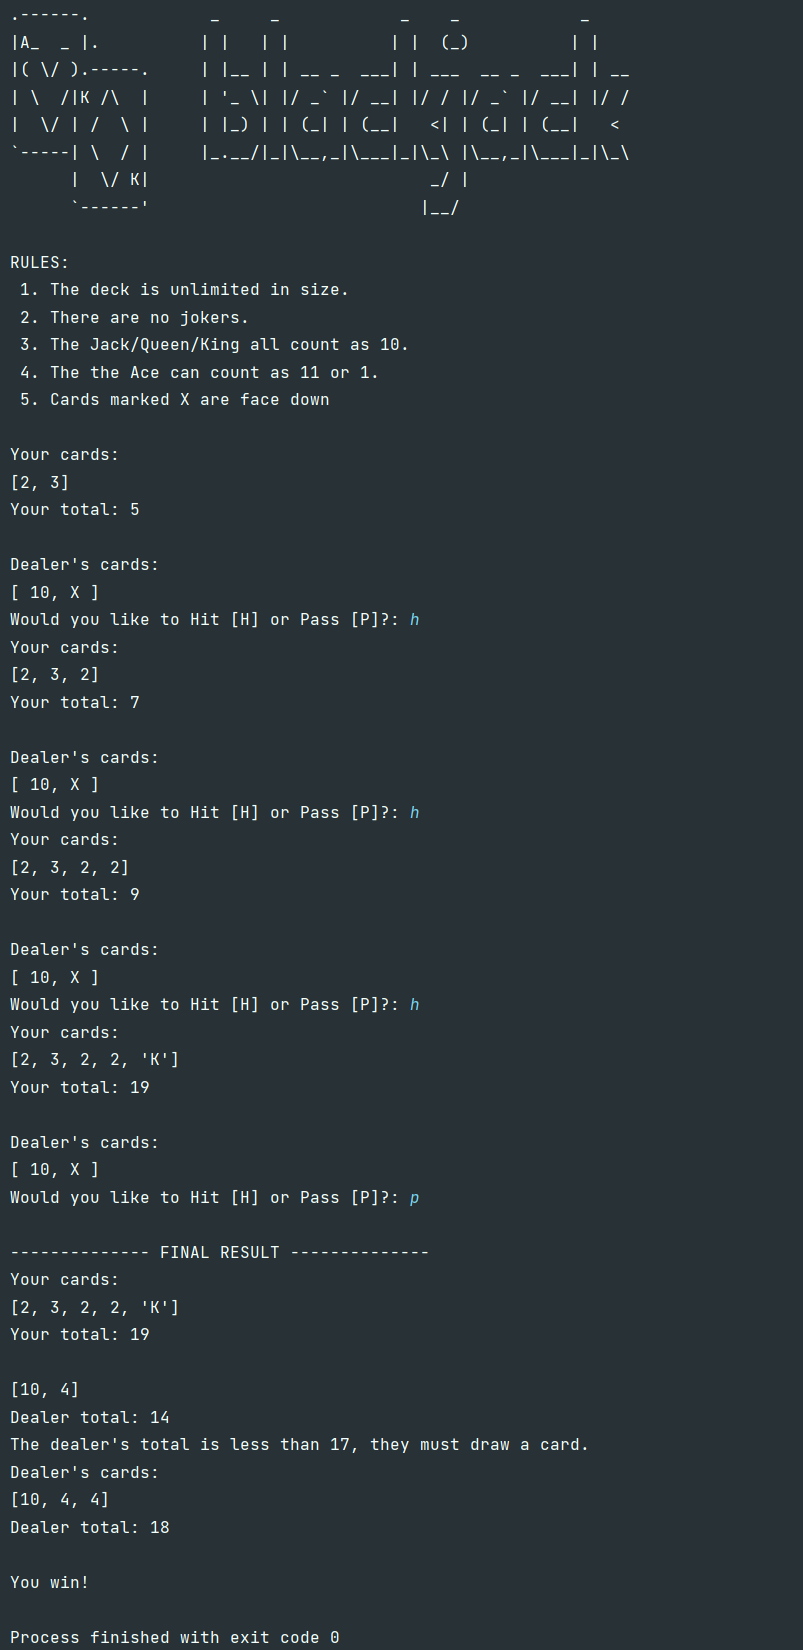 .------.            _     _            _    _            _
|A_  _ |.          | |   | |          | |  (_)          | |
|( \/ ).-----.     | |__ | | __ _  ___| | ___  __ _  ___| | __
| \  /|K /\  |     | '_ \| |/ _` |/ __| |/ / |/ _` |/ __| |/ /
|  \/ | /  \ |     | |_) | | (_| | (__|   <| | (_| | (__|   <
`-----| \  / |     |_.__/|_|\__,_|\___|_|\_\ |\__,_|\___|_|\_\
      |  \/ K|                            _/ |
      `------'                           |__/
RULES:
1. The deck is unlimited in size.
2. There are no jokers.
3. The Jack/Queen/King all count as 10.
4. The the Ace can count as 11 or 1.
5. Cards marked X are face down
Your cards:
[2, 3]
Your total: 5
Dealer's cards:
[ 10, X ]
Would you like to Hit [H] or Pass [P]?: h
Your cards:
[2, 3, 2]
Your total: 7
Dealer's cards:
[ 10, X ]
Would you like to Hit [H] or Pass [P]?: h
Your cards:
[2, 3, 2, 2]
Your total: 9
Dealer's cards:
[ 10, X ]
Would you like to Hit [H] or Pass [P]?: h
Your cards:
[2, 3, 2, 2, 'K']
Your total: 19
Dealer's cards:
[ 10, X ]
Would you like to Hit [H] or Pass [P]?: p
-------------- FINAL RESULT --------------
Your cards:
[2, 3, 2, 2, 'K']
Your total: 19
[10, 4]
Dealer total: 14
The dealer's total is less than 17, they must draw a card.
Dealer's cards:
[10, 4, 4]
Dealer total: 18
You win!
Process finished with exit code 0